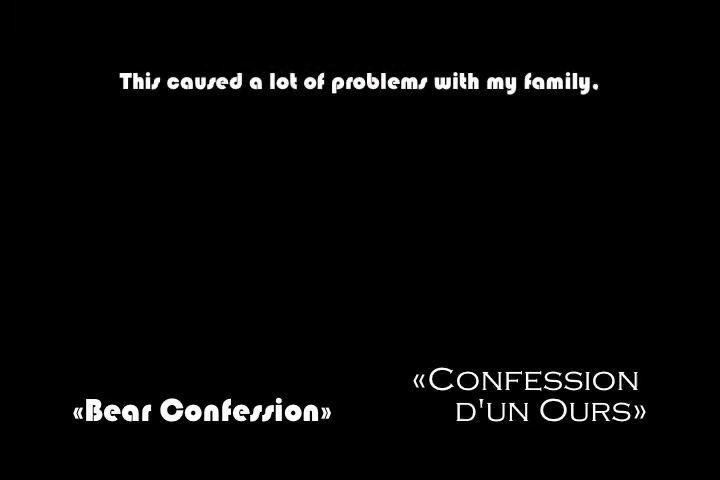 This caused a lot of problems with my family,
«Bear Confession»
«Confession
d'un Ours»